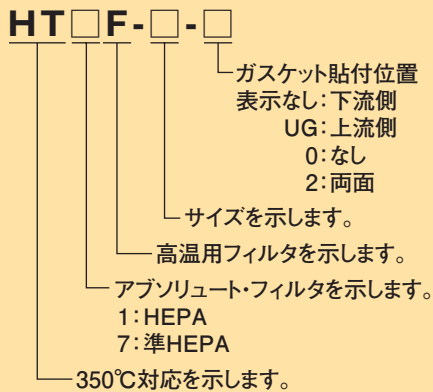 HT□F-□-□
ガスケット貼付位置
表示なし:下流側
UG:上流側
0:なし
2:両面
サイズを示します。
高温用フィルタを示します。
アブソリュート・フィルタを示します。
1:HEPA
7:準HEPA
350℃対応を示します。